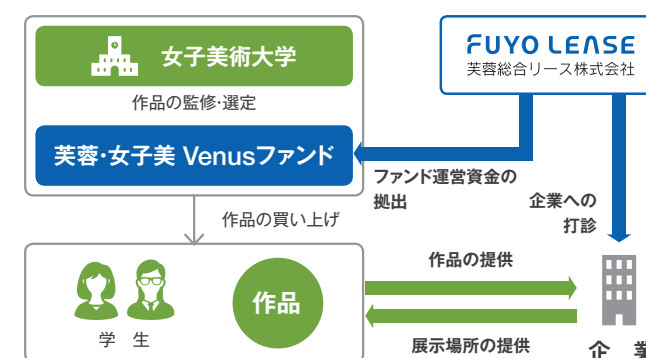 女子美術大学
作品の監修・選定
芙蓉・女子美 Venusファンド
FUYO LEASE
芙蓉総合リース株式会社
ファンド運営資金の
拠出
企業への
打診
作品の買い上げ
学 生
作品
作品の提供
展示場所の提供
企 業